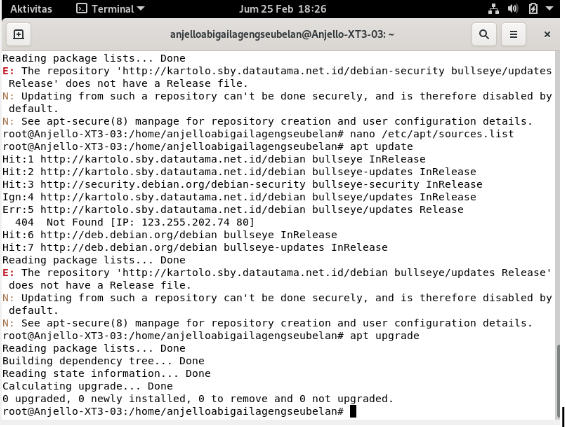 Aktivitas Terminal Jum 25 Feb 18:26
anjelloabigailagengseubelan@Anjello-XT3-03: ~
Reading package lists... Done
E: The repository 'http://kartolo.sby.datautama.net.id/debian-security bullseye/updates
Release' does not have a Release file.
N: Updating from such a repository can't be done securely, and is therefore disabled by
default.
N: See apt-secure(8) manpage for repository creation and user configuration details.
root@Anjello-XT3-03:/home/anjelloabigailagengseubelan# nano /etc/apt/sources.list
root@Anjello-XT3-03:/home/anjelloabigailagengseubelan# apt update
Hit:1 http://kartolo.sby.datautama.net.id/debian bullseye InRelease
Hit:2 http://kartolo.sby.datautama.net.id/debian bullseye-updates InRelease
Hit:3 http://security.debian.org/debian-security bullseye-security InRelease
Ign:4 http://kartolo.sby.datautama.net.id/debian bullseye/updates InRelease
Err:5 http://kartolo.sby.datautama.net.id/debian bullseye/updates Release
404 Not Found [IP: 123.255.202.74 80]
Hit:6 http://deb.debian.org/debian bullseye InRelease
Hit:7 http://deb.debian.org/debian bullseye-updates InRelease
Reading package lists... Done
E: The repository 'http://kartolo.sby.datautama.net.id/debian bullseye/updates Release'
does not have a Release file.
N: Updating from such a repository can't be done securely, and is therefore disabled by
default.
N: See apt-secure(8) manpage for repository creation and user configuration details.
root@Anjello-XT3-03:/home/anjelloabigailagengseubelan# apt upgrade
Reading package lists... Done
Building dependency tree... Done
Reading state information... Done
Calculating upgrade... Done
0 upgraded, 0 newly installed, 0 to remove and 0 not upgraded.
root@Anjello-XT3-03:/home/anjelloabigailagengseubelan#